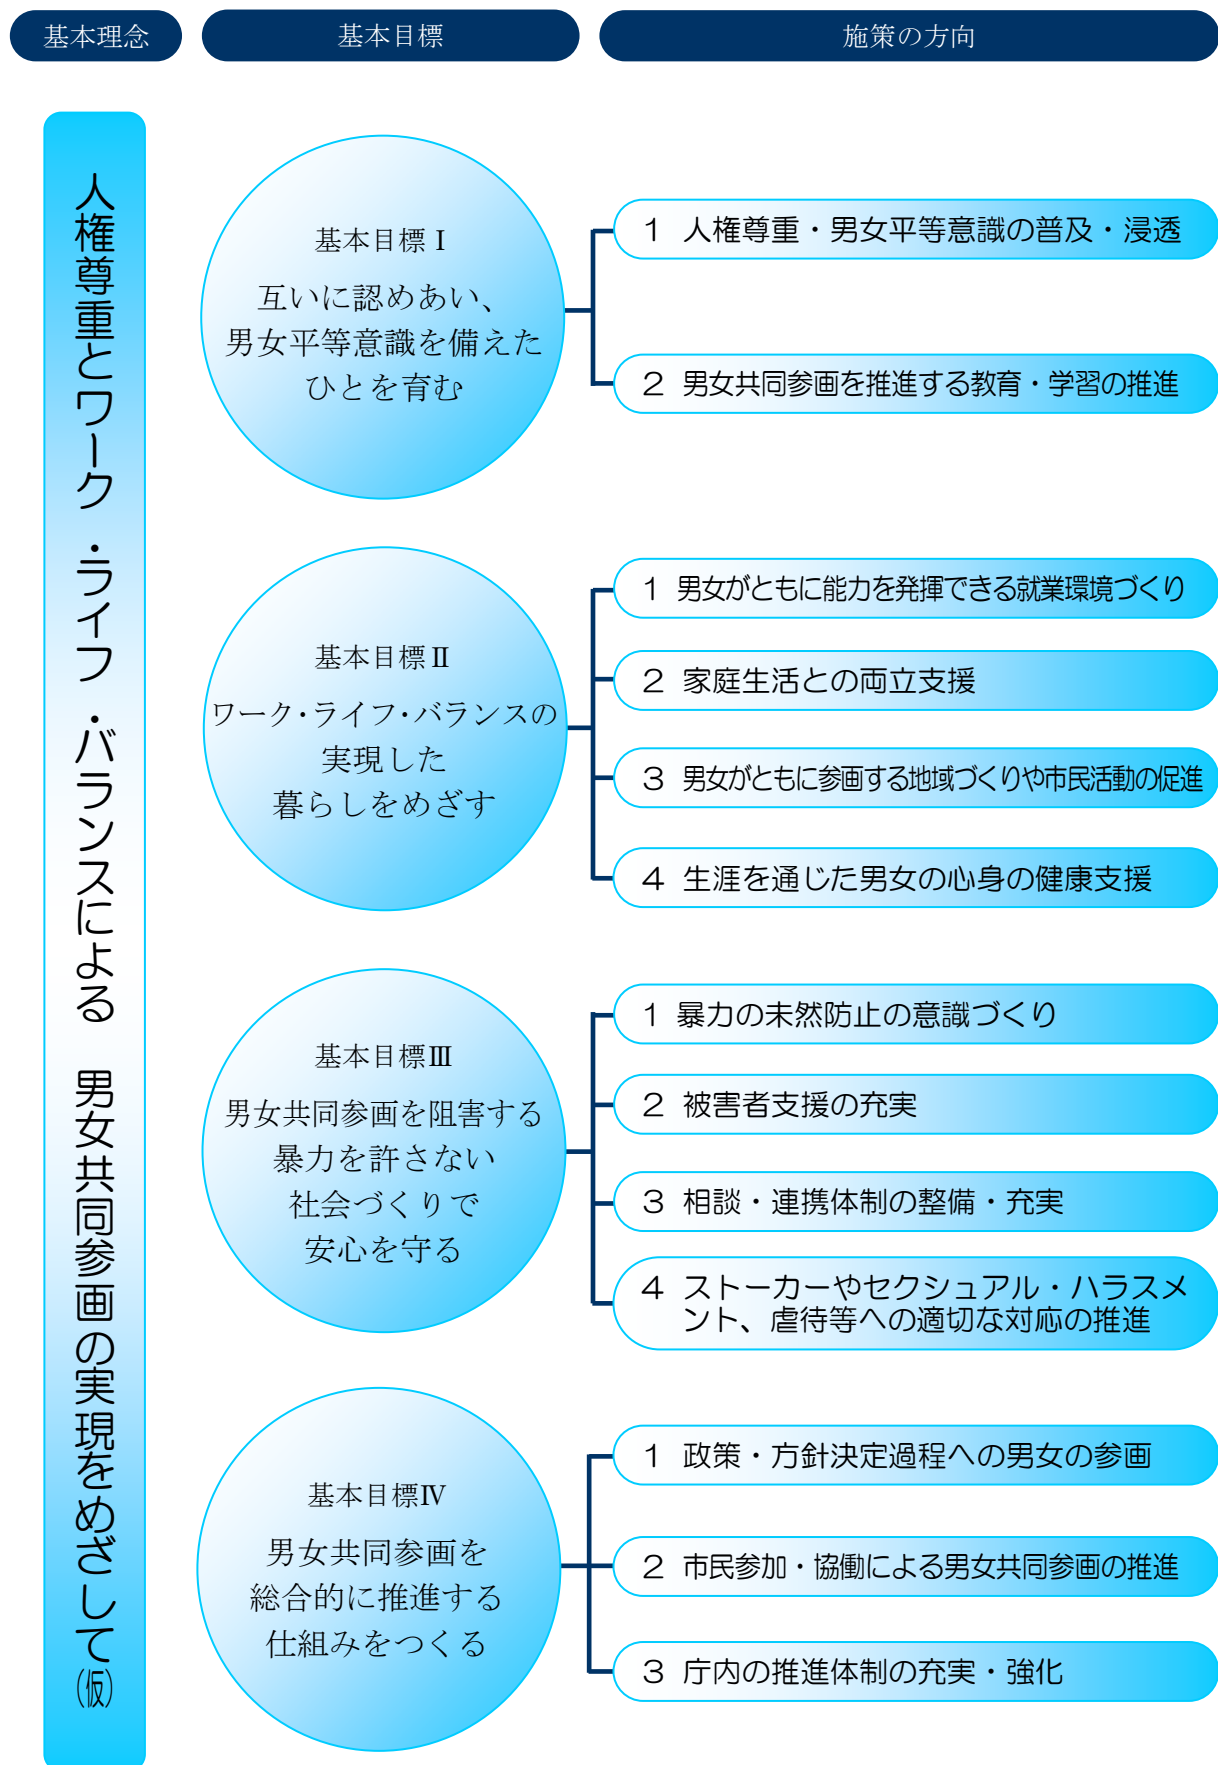 基本理念
基本目標
施策の方向
人権尊重とワーク・ライフ・バランスによる　男女共同参画の実現をめざして(仮)
基本目標Ⅰ
互いに認めあい、
男女平等意識を備えた
ひとを育む
1 人権尊重・男女平等意識の普及・浸透
2 男女共同参画を推進する教育・学習の推進
基本目標Ⅱ
ワーク・ライフ・バランスの
実現した
暮らしをめざす
1 男女がともに能力を発揮できる就業環境づくり
2 家庭生活との両立支援
3 男女がともに参画する地域づくりや市民活動の促進
4 生涯を通じた男女の心身の健康支援
基本目標Ⅲ
男女共同参画を阻害する
暴力を許さない
社会づくりで
安心を守る
1 暴力の未然防止の意識づくり
2 被害者支援の充実
3 相談・連携体制の整備・充実
4 ストーカーやセクシュアル・ハラスメ
ント、虐待等への適切な対応の推進
基本目標Ⅳ
男女共同参画を
総合的に推進する
仕組みをつくる
1 政策・方針決定過程への男女の参画
2 市民参加・協働による男女共同参画の推進
3 庁内の推進体制の充実・強化